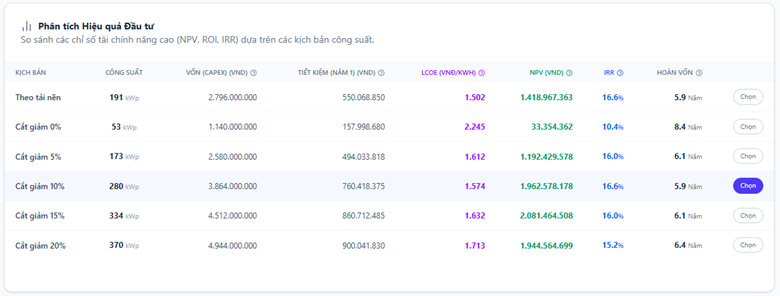 Phân tích Hiệu quả Đầu tư
So sánh các chỉ số tài chính nâng cao (NPV, ROI, IRR) dựa trên các kịch bản công suất.
KỊCH BẢN CÔNG SUẤT VỐN (CAPEX) (VND) TIẾT KIỆM (NĂM 1) (VND) LCOE (VNĐ/KWH) NPV (VND) IRR HOÀN VỐN
Theo tải nền 191 kWp 2.796.000.000 550.068.850 1.502 1.418.967.363 16.6% 5.9 Năm Chọn
Cắt giảm 0% 53 kWp 1.140.000.000 157.998.680 2.245 33.354.362 10.4% 8.4 Năm Chọn
Cắt giảm 5% 173 kWp 2.580.000.000 494.033.818 1.612 1.192.429.578 16.0% 6.1 Năm Chọn
Cắt giảm 10% 280 kWp 3.864.000.000 760.418.375 1.574 1.962.578.178 16.6% 5.9 Năm Chọn
Cắt giảm 15% 334 kWp 4.512.000.000 860.712.485 1.632 2.081.464.508 16.0% 6.1 Năm Chọn
Cắt giảm 20% 370 kWp 4.944.000.000 900.041.830 1.713 1.944.564.699 15.2% 6.4 Năm Chọn